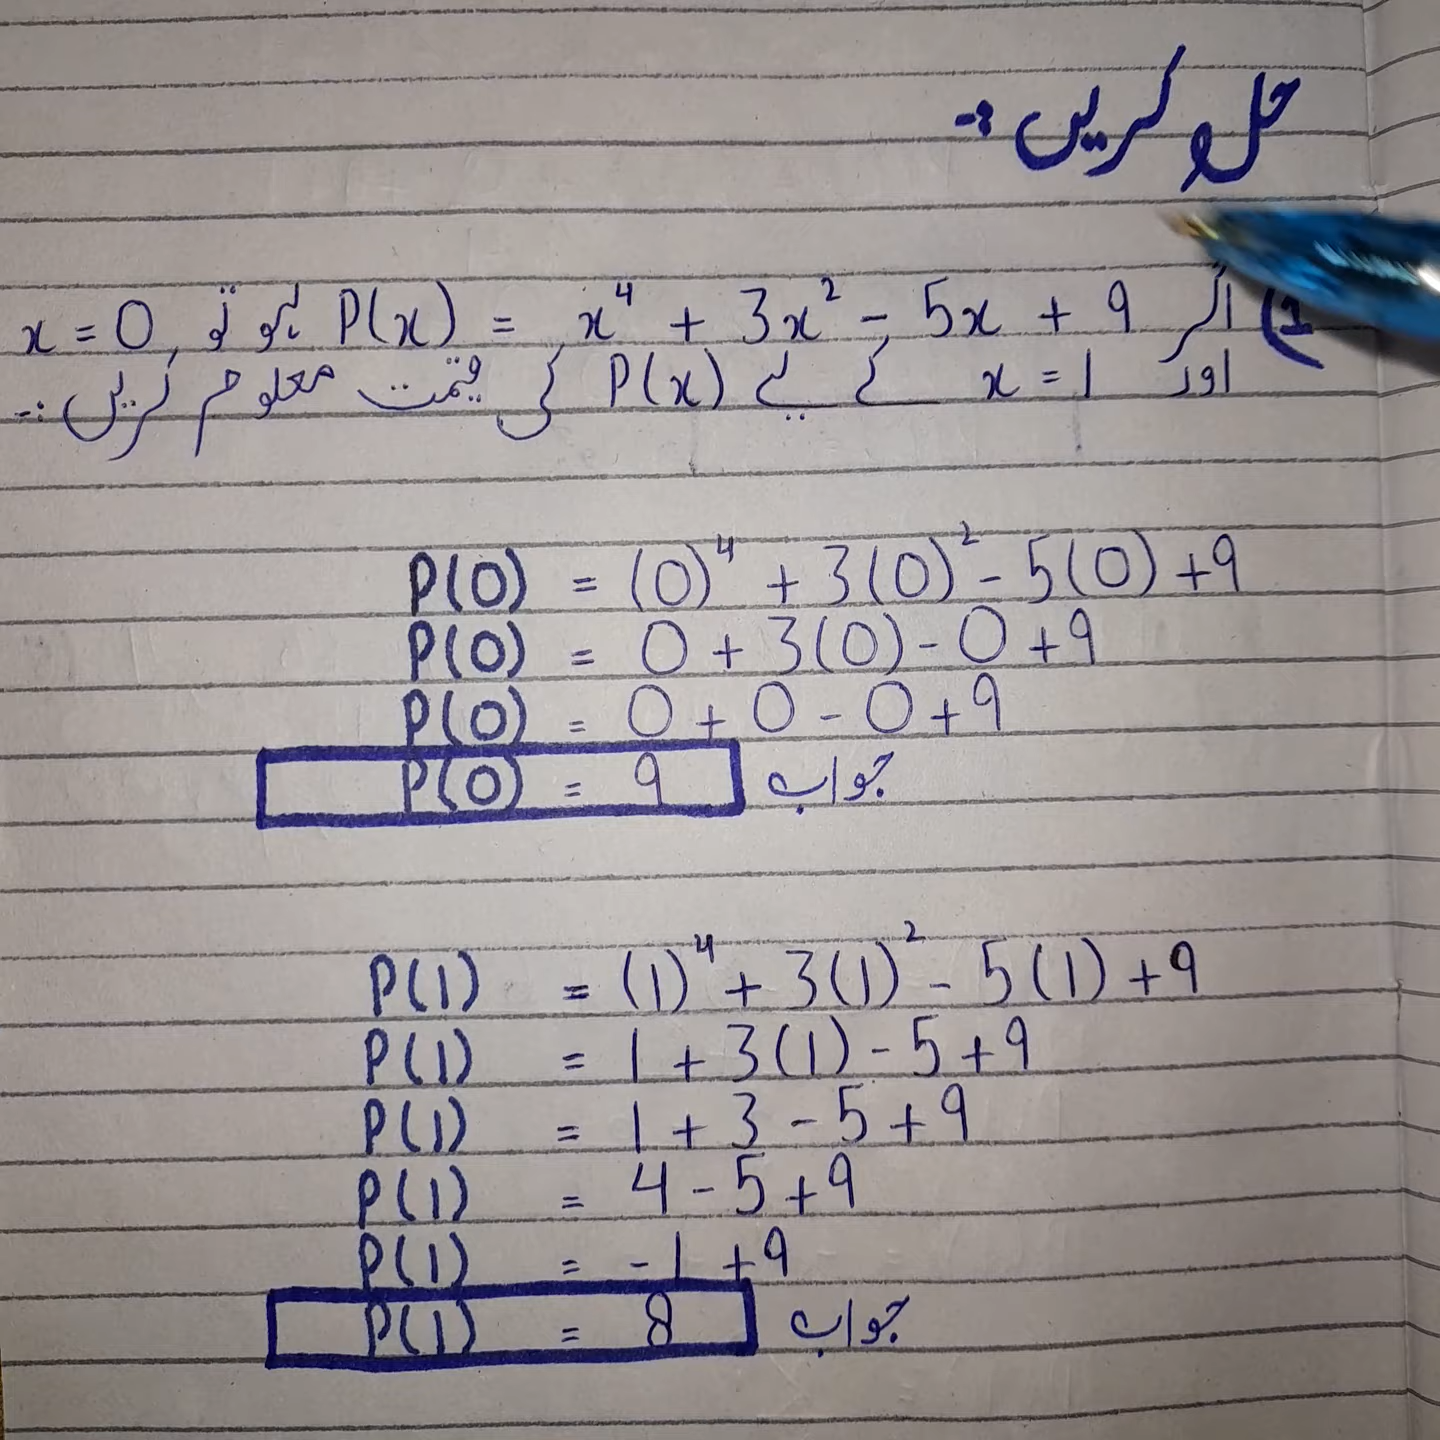 حل کریں :-
1) اگر P(x) = x⁴ + 3x² - 5x + 9 ہو تو, x = 0
اور x = 1 کے لیے P(x) کی قیمت معلوم کریں :-
P(0) = (0)⁴ + 3(0)² - 5(0) + 9
P(0) = 0 + 3(0) - 0 + 9
P(0) = 0 + 0 - 0 + 9
P(0) = 9 جواب
P(1) = (1)⁴ + 3(1)² - 5(1) + 9
P(1) = 1 + 3(1) - 5 + 9
P(1) = 1 + 3 - 5 + 9
P(1) = 4 - 5 + 9
P(1) = -1 + 9
P(1) = 8 جواب